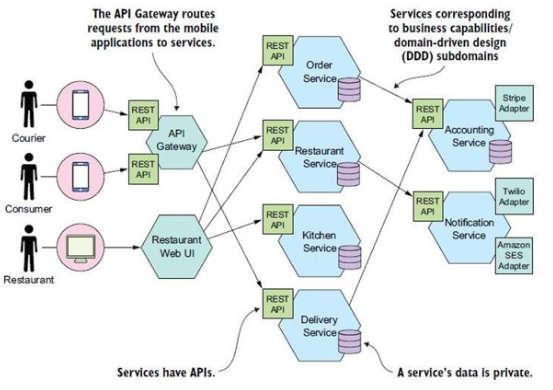 The API Gateway routes
requests from the mobile
applications to services.
Services corresponding
to business capabilities/
domain-driven design
(DDD) subdomains
REST
API
Order
Service
Courier
REST
API
API
Gateway
REST
API
Consumer
REST
API
Restaurant
Service
REST
API
Accounting
Service
Stripe
Adapter
Restaurant
Restaurant
Web UI
REST
API
Kitchen
Service
REST
API
Notification
Service
Twilio
Adapter
Amazon
SES
Adapter
REST
API
Delivery
Service
Services have APIs.
A service's data is private.